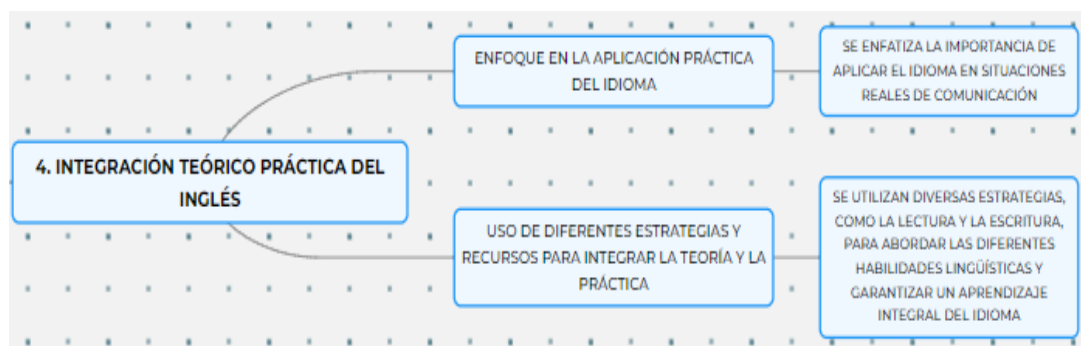 4. INTEGRACIÓN TEÓRICO PRÁCTICA DEL
INGLÉS
ENFOQUE EN LA APLICACIÓN PRÁCTICA
DEL IDIOMA
SE ENFATIZA LA IMPORTANCIA DE
APLICAR EL IDIOMA EN SITUACIONES
REALES DE COMUNICACIÓN
USO DE DIFERENTES ESTRATEGIAS Y
RECURSOS PARA INTEGRAR LA TEORÍA Y LA
PRÁCTICA
SE UTILIZAN DIVERSAS ESTRATEGIAS,
COMO LA LECTURA Y LA ESCRITURA,
PARA ABORDAR LAS DIFERENTES
HABILIDADES LINGÜÍSTICAS Y
GARANTIZAR UN APRENDIZAJE
INTEGRAL DEL IDIOMA